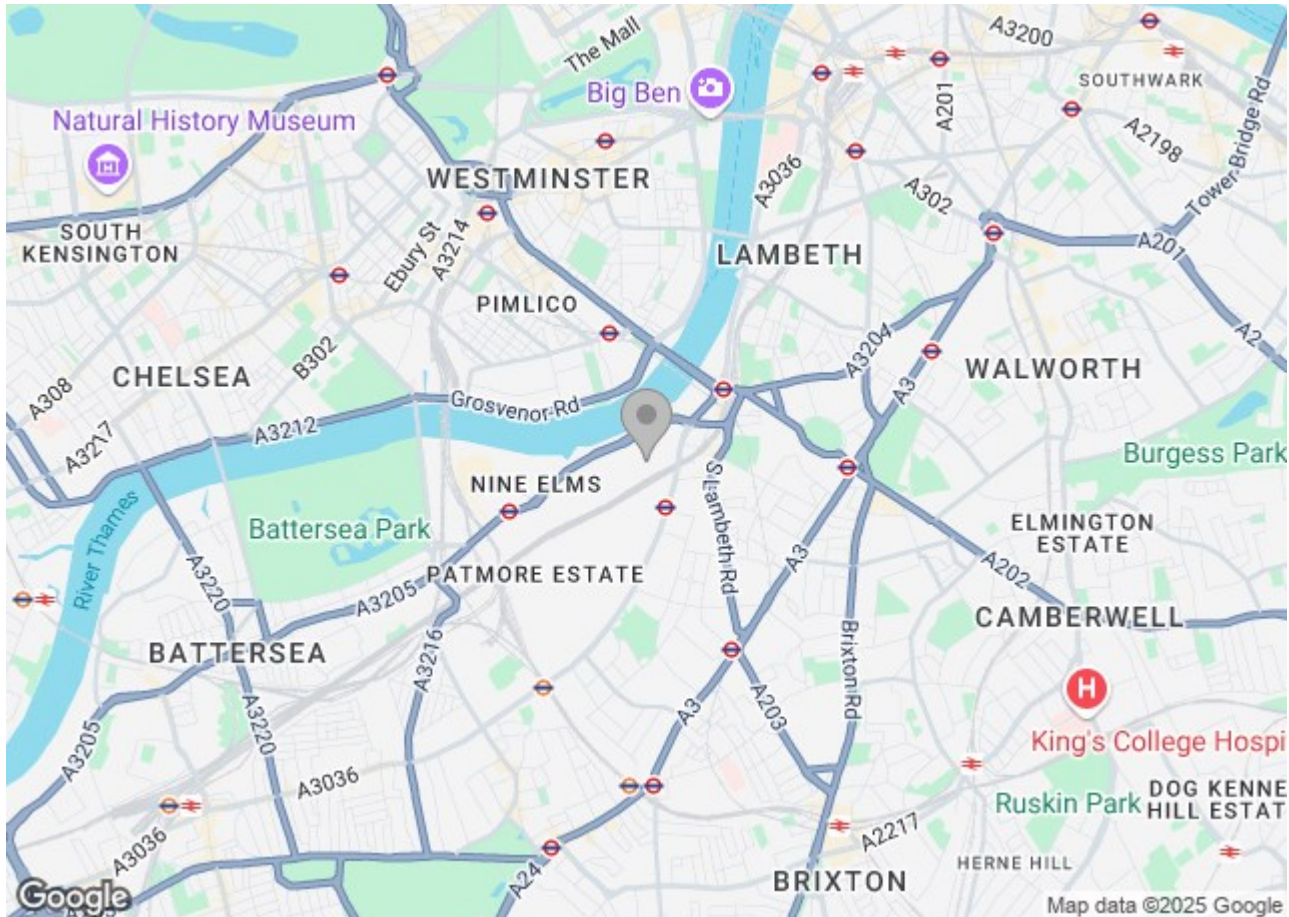 The Mall
A3200
Big Ben
SOUTHWARK
A201
Tower Bridge Rd
Natural History Museum
A2198
WESTMINSTER
A3036
A302
SOUTH
KENSINGTON
Ebury St
A3214
LAMBETH
A201
PIMLICO
A2
B302
A3204
CHELSEA
WALWORTH
A308
A3
Grosvenor Rd
A3212
A3217
Burgess Park
NINE ELMS
S Lambeth Rd
River Thames
Battersea Park
ELMINGTON
ESTATE
A3
A202
A3220
PATMORE ESTATE
A3205
CAMBERWELL
BATTERSEA
A3216
Brixton Rd
H
A3
A203
A3205
A3220
King's College Hospi
A3036
DOG KENNE
HILL ESTAT
Ruskin Park
A2217
A3036
HERNE HILL
A24
BRIXTON
Google
Map data ©2025 Google